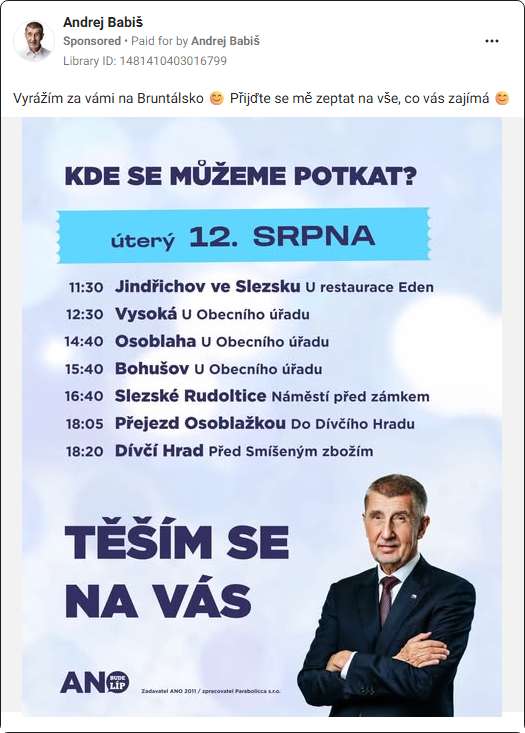 Andrej Babiš
Sponsored • Paid for by Andrej Babiš
Library ID: 1481410403016799
Vyrážím za vámi na Bruntálsko 😊 Přijďte se mě zeptat na vše, co vás zajímá 😊
KDE SE MŮŽEME POTKAT?
úterý 12. SRPNA
11:30 Jindřichov ve Slezsku U restaurace Eden
12:30 Vysoká U Obecního úřadu
14:40 Osoblaha U Obecního úřadu
15:40 Bohušov U Obecního úřadu
16:40 Slezské Rudoltice Náměstí před zámkem
18:05 Přejezd Osoblažkou Do Dívčího Hradu
18:20 Dívčí Hrad Před Smíšeným zbožím
TĚŠÍM SE
NA VÁS
ANO BUDE LÍP
Zadavatel ANO 2011 / zpracovatel Parabolicca s.r.o.